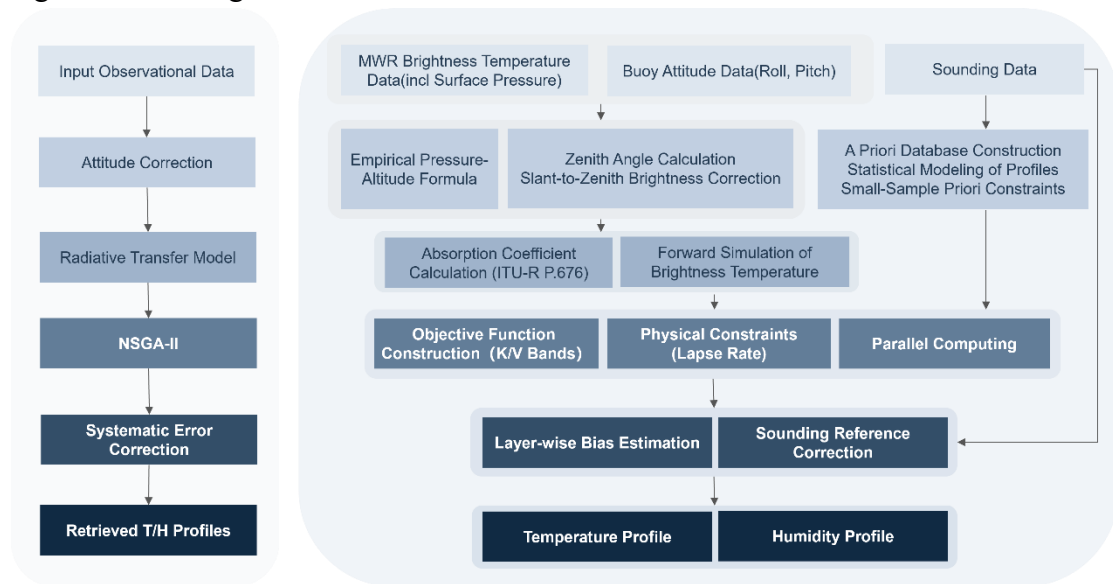 Input Observational Data
Attitude Correction
Radiative Transfer Model
NSGA-II
Systematic Error
Correction
Retrieved T/H Profiles
MWR Brightness Temperature
Data(incl Surface Pressure)
Buoy Attitude Data(Roll, Pitch)
Sounding Data
Empirical Pressure-
Altitude Formula
Zenith Angle Calculation
Slant-to-Zenith Brightness Correction
A Priori Database Construction
Statistical Modeling of Profiles
Small-Sample Priori Constraints
Absorption Coefficient
Calculation (ITU-R P.676)
Forward Simulation of
Brightness Temperature
Objective Function
Construction（K/V Bands)
Physical Constraints
(Lapse Rate)
Parallel Computing
Layer-wise Bias Estimation
Sounding Reference
Correction
Temperature Profile
Humidity Profile